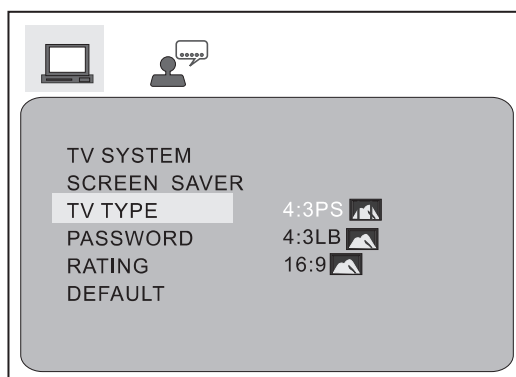 TV SYSTEM
SCREEN SAVER
TV TYPE 4:3PS
PASSWORD 4:3LB
RATING 16:9
DEFAULT